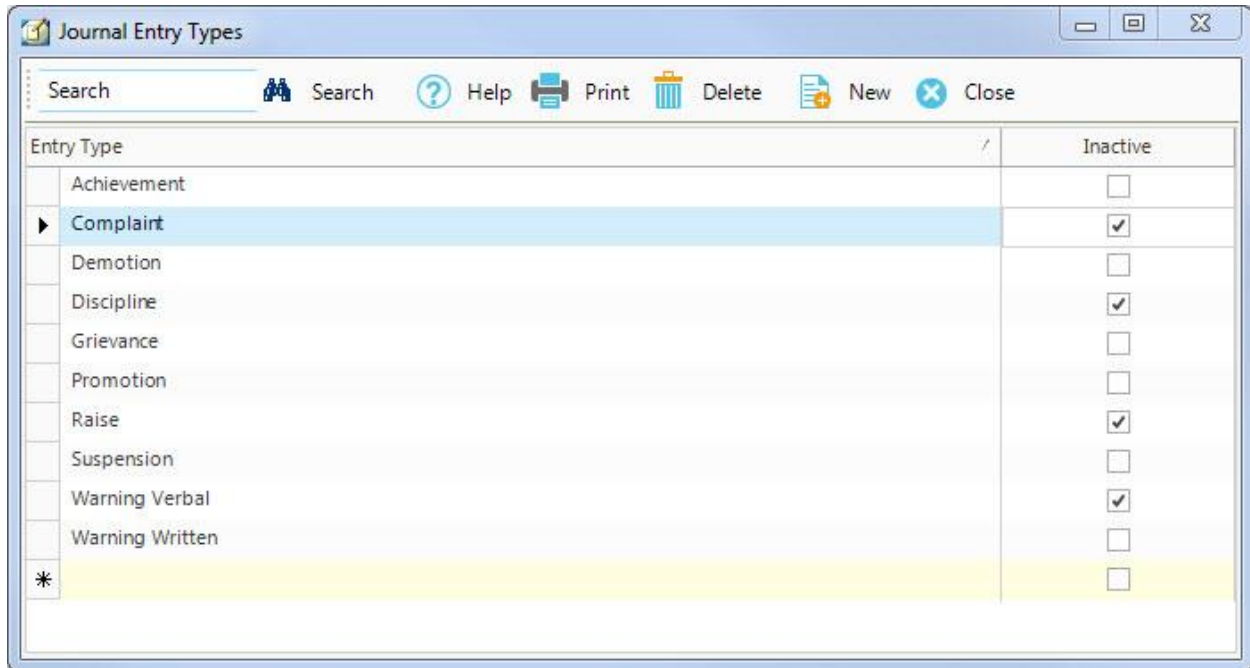 Journal Entry Types
Search Search Help Print Delete New Close
Entry Type Inactive
Achievement
Complaint
Demotion
Discipline
Grievance
Promotion
Raise
Suspension
Warning Verbal
Warning Written